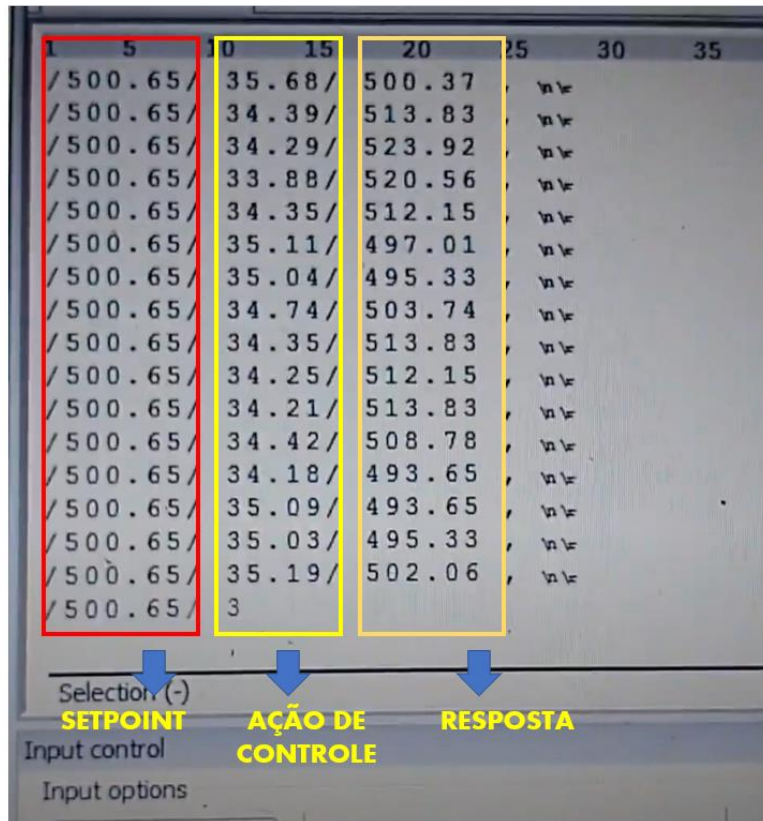 1 5 10 15 20 25 30 35
/500.65/ 35.68/ 500.37 , \n\r
/500.65/ 34.39/ 513.83 , \n\r
/500.65/ 34.29/ 523.92 , \n\r
/500.65/ 33.88/ 520.56 , \n\r
/500.65/ 34.35/ 512.15 , \n\r
/500.65/ 35.11/ 497.01 , \n\r
/500.65/ 35.04/ 495.33 , \n\r
/500.65/ 34.74/ 503.74 , \n\r
/500.65/ 34.35/ 513.83 , \n\r
/500.65/ 34.25/ 512.15 , \n\r
/500.65/ 34.21/ 513.83 , \n\r
/500.65/ 34.42/ 508.78 , \n\r
/500.65/ 34.18/ 493.65 , \n\r
/500.65/ 35.09/ 493.65 , \n\r
/500.65/ 35.03/ 495.33 , \n\r
/500.65/ 35.19/ 502.06 , \n\r
/500.65/ 3
Selection (-)
SETPOINT AÇÃO DE CONTROLE RESPOSTA
Input control
Input options